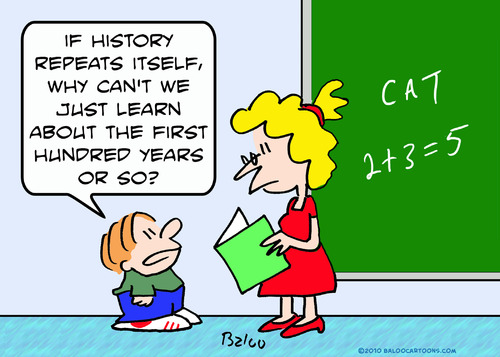 IF HISTORY
REPEATS ITSELF,
WHY CAN'T WE
JUST LEARN
ABOUT THE FIRST
HUNDRED YEARS
OR SO?
CAT
2+3=5
Baloo
©2010 BALOOCARTOONS.COM